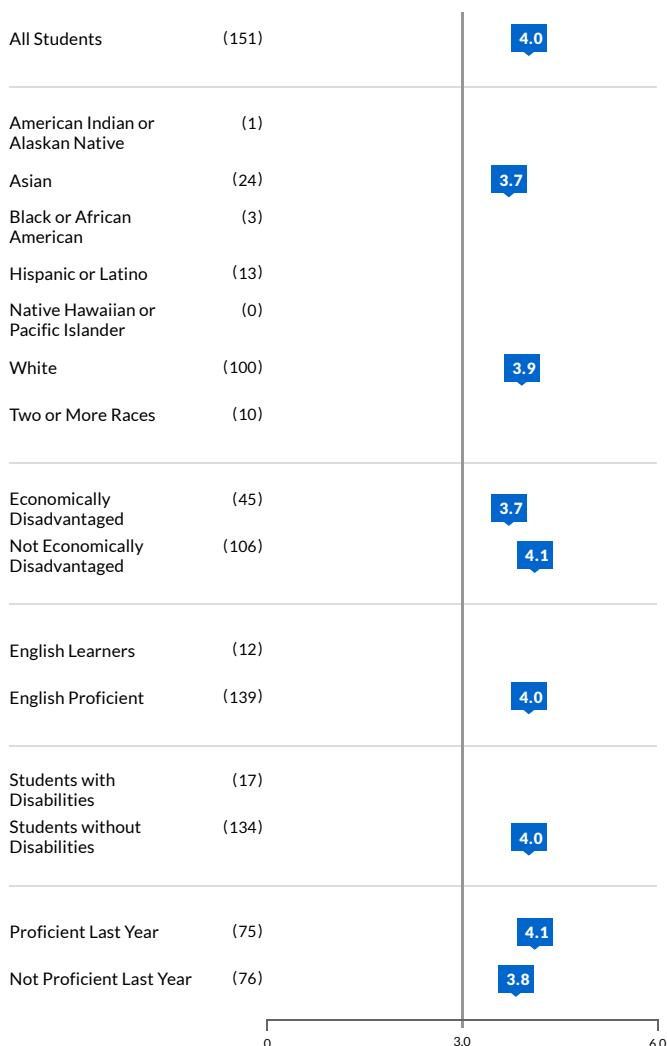 All Students (151) 4.0
American Indian or (1)
Alaskan Native
Asian (24) 3.7
Black or African (3)
American
Hispanic or Latino (13)
Native Hawaiian or (0)
Pacific Islander
White (100) 3.9
Two or More Races (10)
Economically (45) 3.7
Disadvantaged
Not Economically (106) 4.1
Disadvantaged
English Learners (12)
English Proficient (139) 4.0
Students with (17)
Disabilities
Students without (134) 4.0
Disabilities
Proficient Last Year (75) 4.1
Not Proficient Last Year (76) 3.8
0 3.0 6.0